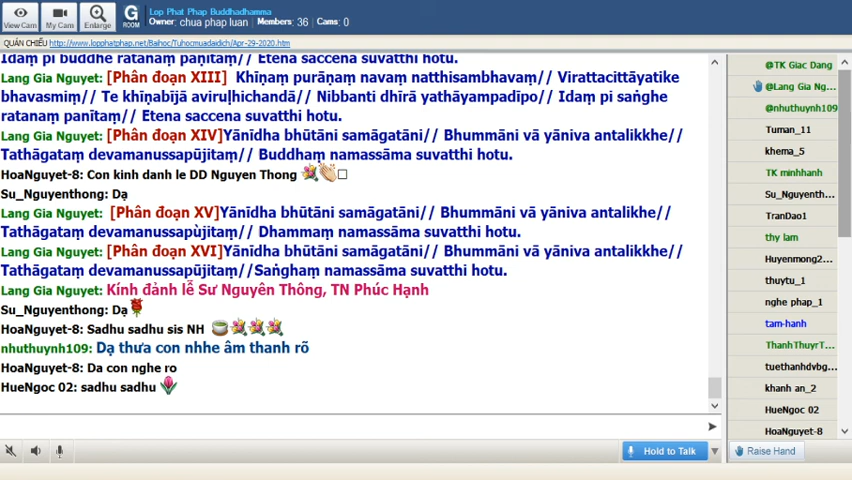 Lop Phat Phap Buddhadhamma
Owner: chua phap luan Members: 36 Cams: 0
View Cam
My Cam
Enlarge
G
ROOM
QUÁN CHIẾU http://www.lopphatphap.net/Baihoc/Tuhocmuadaidich/Apr-29-2020.htm
Idaṃ pi buddhe ratanaṃ paṇītaṃ// Etena saccena suvatthi hotu.
Lang Gia Nguyet: [Phân đoạn XIII] Khīṇaṃ purāṇaṃ navaṃ natthisambhavaṃ// Virattacittāyatike
bhavasmiṃ// Te khīṇabījā aviruḷhichandā// Nibbanti dhīrā yathāyampadīpo// Idaṃ pi saṅghe
ratanaṃ panītaṃ// Etena saccena suvatthi hotu.
Lang Gia Nguyet: [Phân đoạn XIV]Yānīdha bhūtāni samāgatāni// Bhummāni vā yāniva antalikkhe//
Tathāgataṃ devamanussapūjitaṃ// Buddhaṃ namassāma suvatthi hotu.
HoaNguyet-8: Con kinh danh le DD Nguyen Thong
Su_Nguyenthong: Dạ
Lang Gia Nguyet: [Phân đoạn XV]Yānīdha bhūtāni samāgatāni// Bhummāni vā yāniva antalikhe//
Tathāgataṃ devamanussapùjitaṃ// Dhammaṃ namassāma suvatthi hotu.
Lang Gia Nguyet: [Phân đoạn XVI]Yānīdha bhūtāni samāgatāni// Bhummāni vā yāniva antalikkhe//
Tathāgataṃ devamanussapūjitaṃ//Saṅghaṃ namassāma suvatthi hotu.
Lang Gia Nguyet: Kính đảnh lễ Sư Nguyên Thông, TN Phúc Hạnh
Su_Nguyenthong: Dạ
HoaNguyet-8: Sadhu sadhu sis NH
nhuthuynh109: Dạ thưa con nhhe âm thanh rõ
HoaNguyet-8: Da con nghe ro
HueNgoc 02: sadhu sadhu
Hold to Talk
@TK Giac Dang
@Lang Gia Ng...
@nhuthuynh109
Tuman_11
khema_5
TK minhhanh
Su_Nguyenth...
TranDao1
thy lam
Huyenmong2...
thuytu_1
nghe phap_1
tam-hanh
ThanhThuyrT...
tuethanhdvbg...
khanh an_2
HueNgoc 02
HoaNguyet-8
Raise Hand